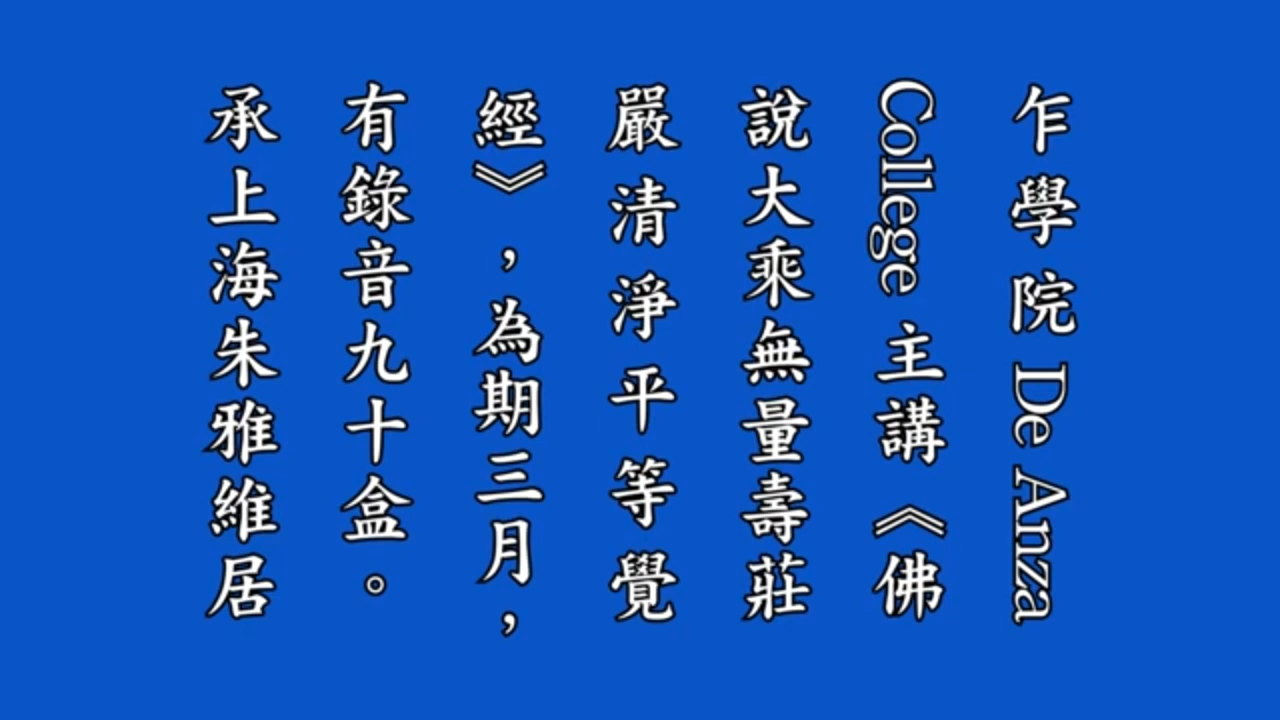 乍學院 De Anza
College 主講《佛
說大乘無量壽莊
嚴清淨平等覺
經》，為期三月，
有錄音九十盒。
承上海朱雅維居